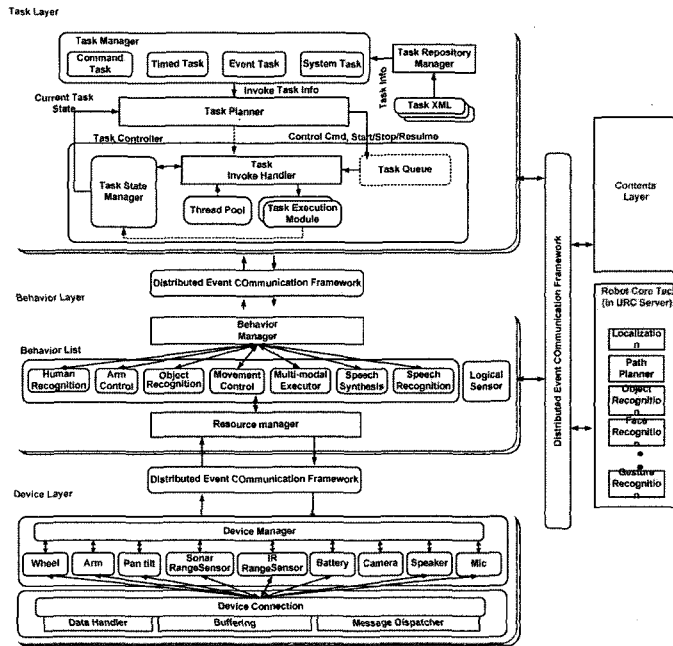 Task Layer
Task Manager
Command
Task
Timed Task
Event Task
System Task
Task Repository
Manager
Task Info
Task XML
Invoke Task Info
Current Task
State
Task Planner
Task Controller
Control Cmd, Start/Stop/Resulme
Task State
Manager
Task
Invoke Handler
Task Queue
Thread Pool
Task Execution
Module
Distributed Event COmmunication Framework
Behavior Layer
Behavior
Manager
Behavior List
Human
Recognition
Arm
Control
Object
Recognition
Movement
Control
Multi-modal
Executor
Speech
Synthesis
Speech
Recognition
Logical
Sensor
Resource manager
Distributed Event COmmunication Framework
Device Layer
Device Manager
Wheel
Arm
Pan tilt
Sonar
RangeSensor
IR
RangeSensor
Battery
Camera
Speaker
Mic
Device Connection
Data Handler
Buffering
Message Dispatcher
Distributed Event COmmunication Framework
Contents
Layer
Robot Core Tech
(in URC Server)
Localizatio
n
Path
Planner
Object
Recognition
Face
Recognitio
n
Gesture
Recognitio
n